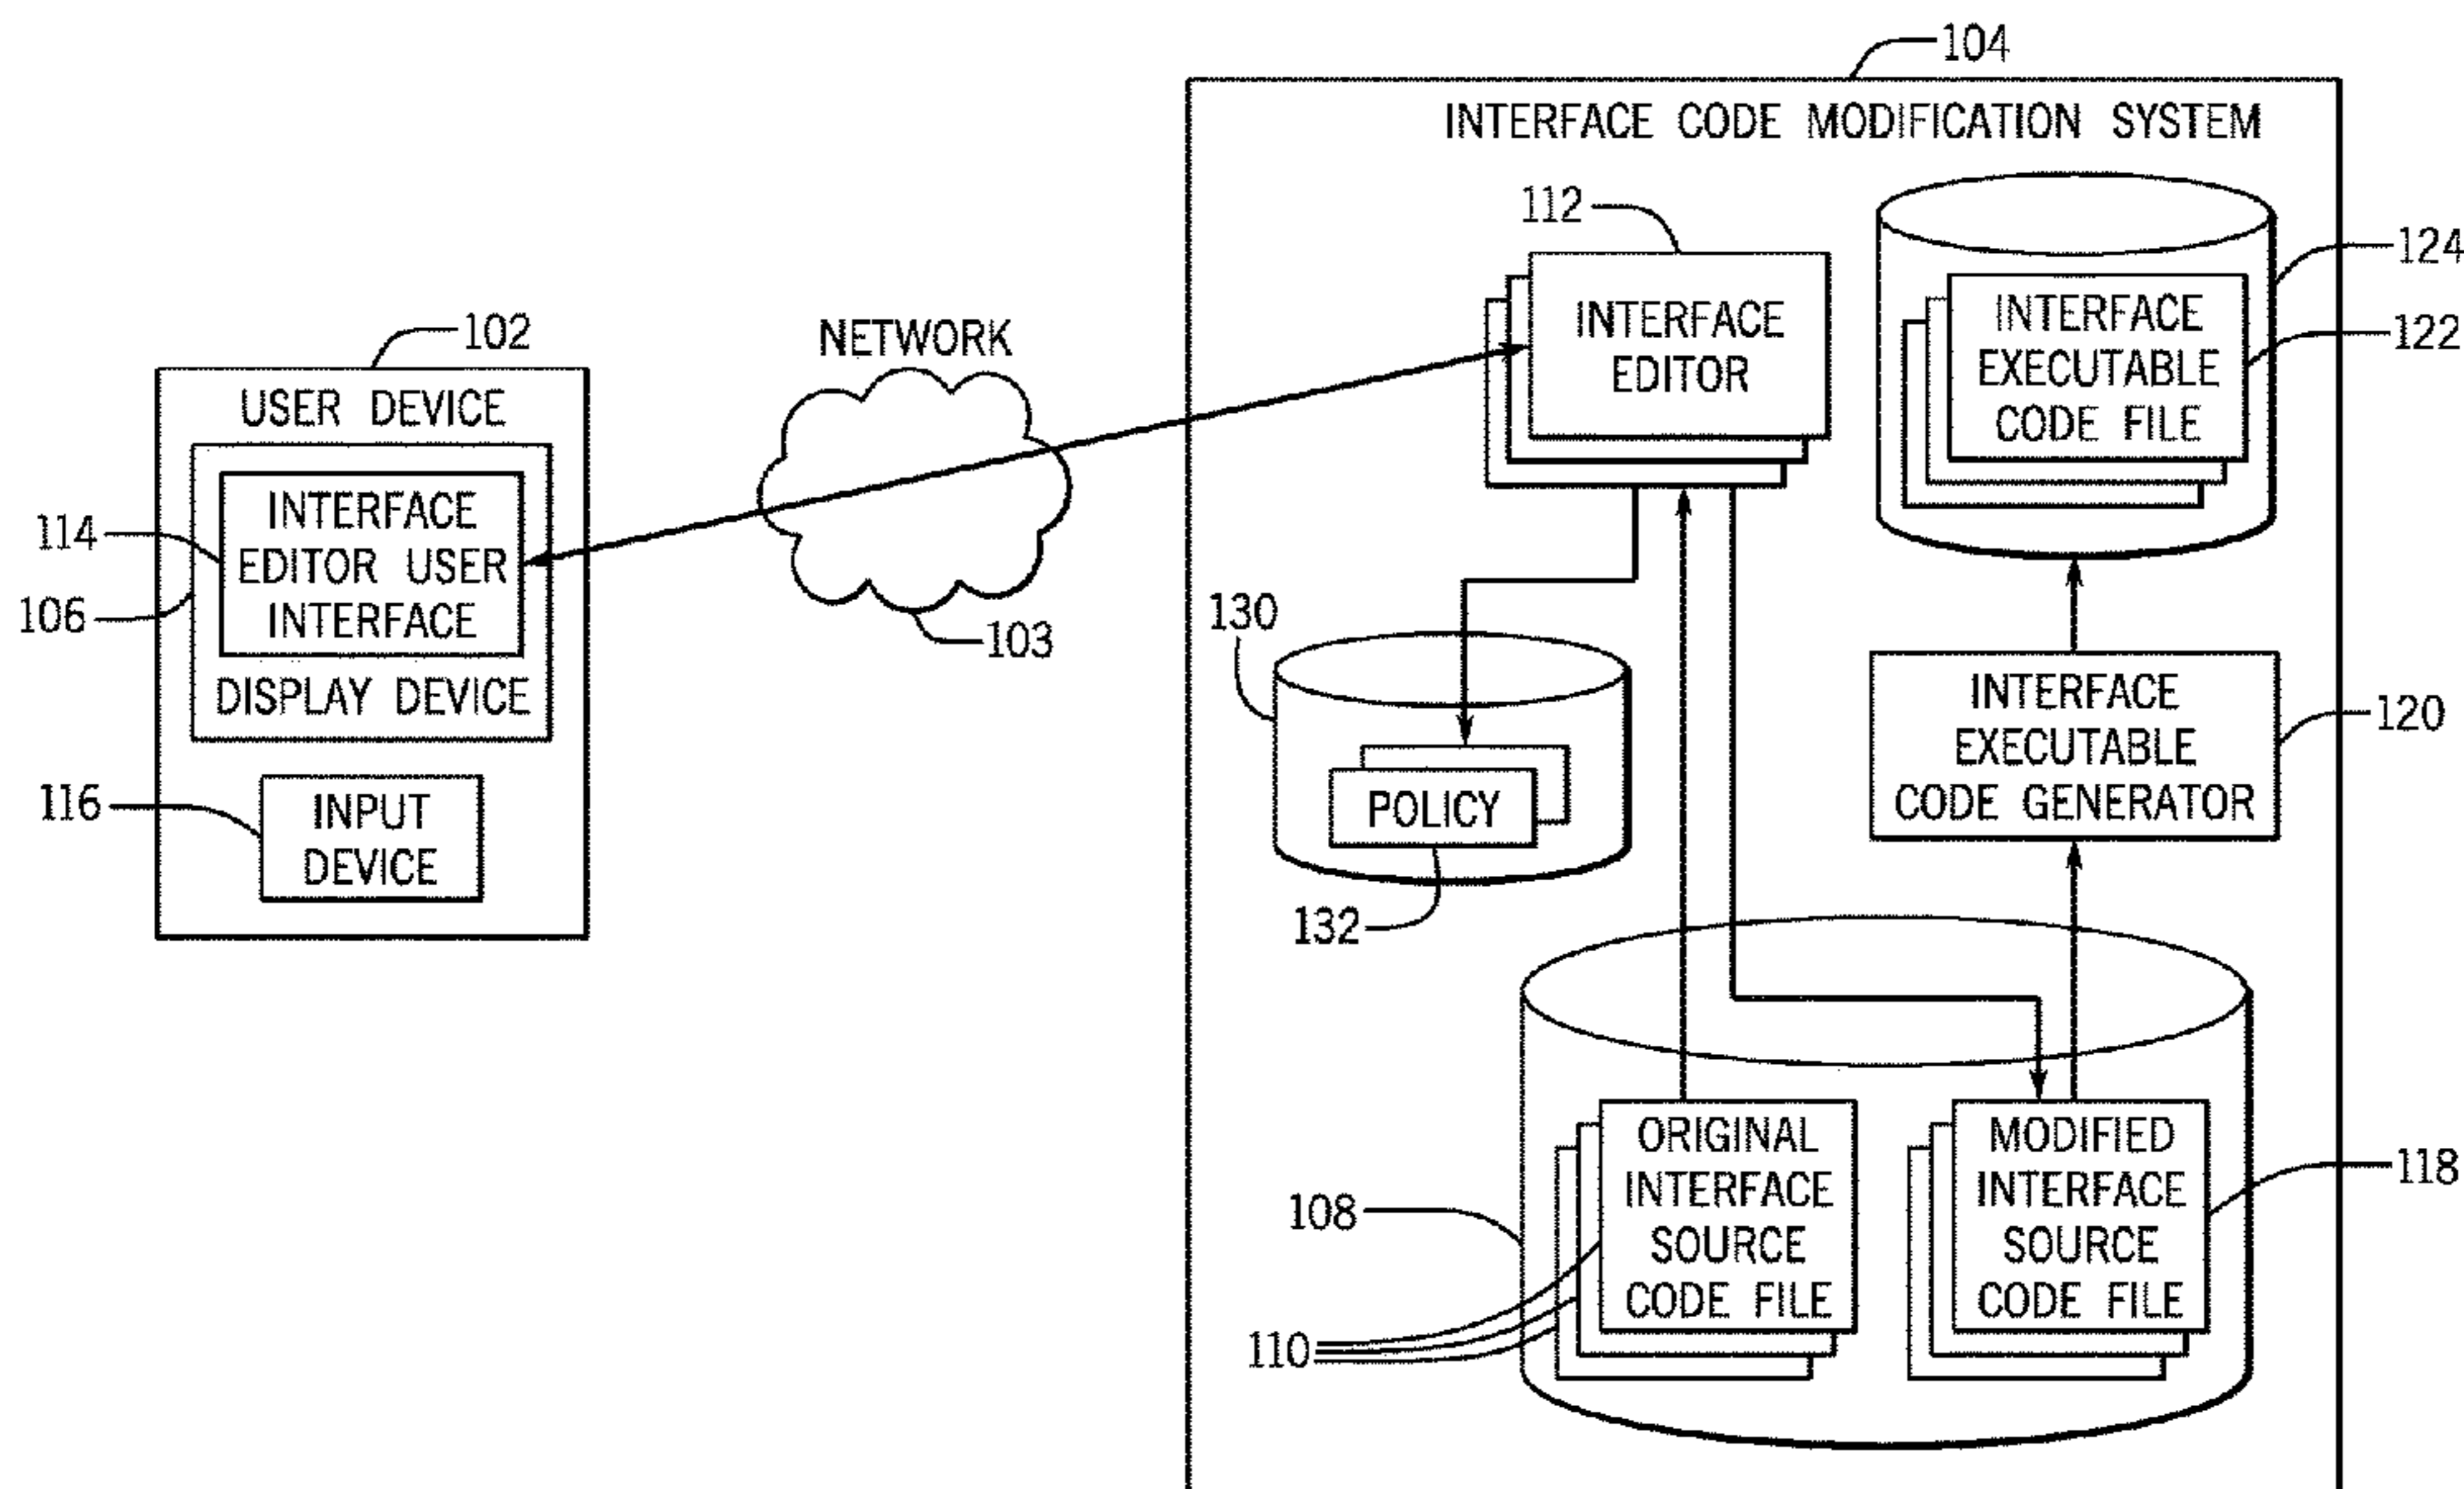 104
INTERFACE CODE MODIFICATION SYSTEM
112
INTERFACE
EDITOR
124
INTERFACE
EXECUTABLE
CODE FILE
122
102
USER DEVICE
NETWORK
103
INTERFACE
EDITOR USER
INTERFACE
114
106
DISPLAY DEVICE
116
INPUT
DEVICE
130
POLICY
132
INTERFACE
EXECUTABLE
CODE GENERATOR
120
108
ORIGINAL
INTERFACE
SOURCE
CODE FILE
110
MODIFIED
INTERFACE
SOURCE
CODE FILE
118